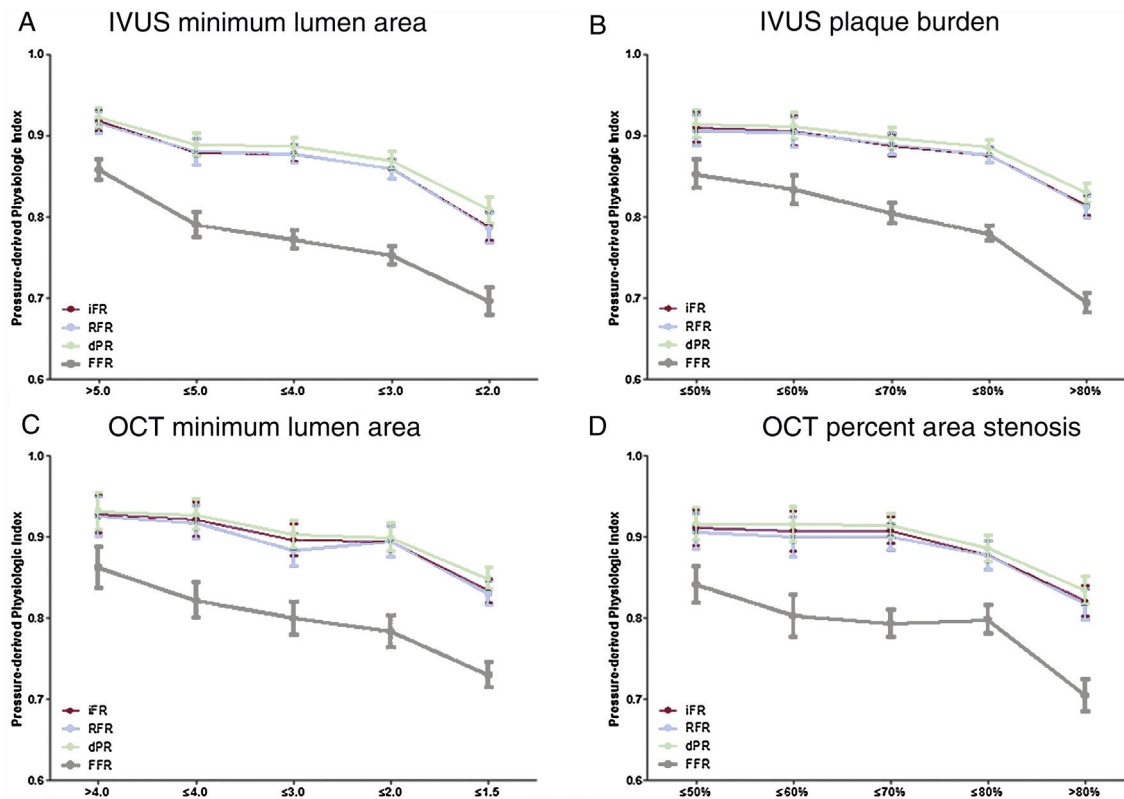 A IVUS minimum lumen area
Pressure-derived Physiologic Index
1.0
0.9
0.8
0.7
0.6
iFR
RFR
dPR
FFR
>5.0 ≤5.0 ≤4.0 ≤3.0 ≤2.0
B IVUS plaque burden
Pressure-derived Physiologic Index
1.0
0.9
0.8
0.7
0.6
iFR
RFR
dPR
FFR
≤50% ≤60% ≤70% ≤80% >80%
C OCT minimum lumen area
Pressure-derived Physiologic Index
1.0
0.9
0.8
0.7
0.6
iFR
RFR
dPR
FFR
>4.0 ≤4.0 ≤3.0 ≤2.0 ≤1.5
D OCT percent area stenosis
Pressure-derived Physiologic Index
1.0
0.9
0.8
0.7
0.6
iFR
RFR
dPR
FFR
≤50% ≤60% ≤70% ≤80% >80%